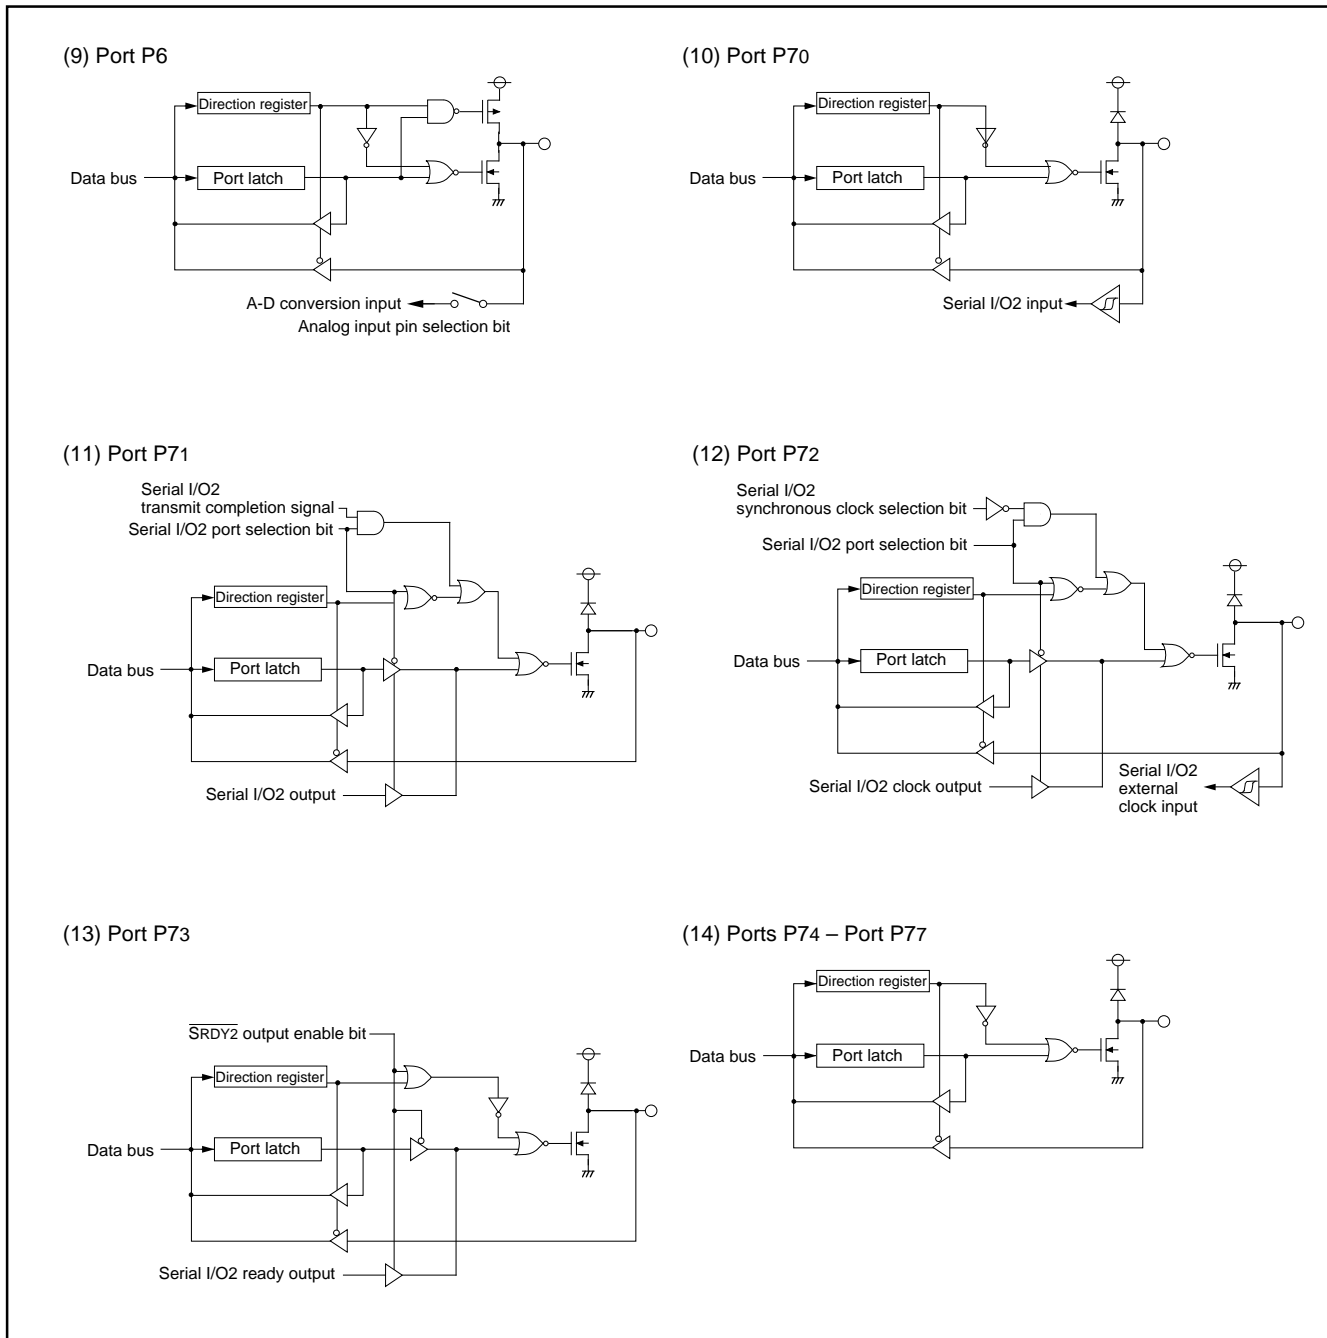 (9) Port P6
Direction register
Data bus
Port latch
A-D conversion input
Analog input pin selection bit
(10) Port P70
Direction register
Data bus
Port latch
Serial I/O2 input
(11) Port P71
Serial I/O2
transmit completion signal
Serial I/O2 port selection bit
Direction register
Data bus
Port latch
Serial I/O2 output
(12) Port P72
Serial I/O2
synchronous clock selection bit
Serial I/O2 port selection bit
Direction register
Data bus
Port latch
Serial I/O2 clock output
Serial I/O2
external
clock input
(13) Port P73
SRDY2 output enable bit
Direction register
Data bus
Port latch
Serial I/O2 ready output
(14) Ports P74 – Port P77
Direction register
Data bus
Port latch